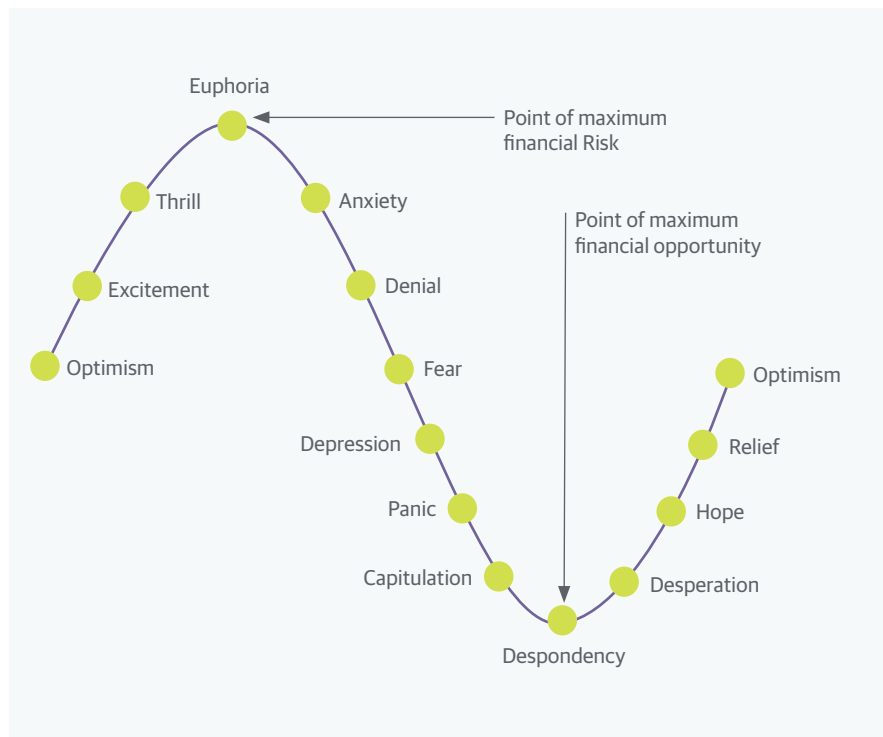 Euphoria
Point of maximum
financial Risk
Thrill
Anxiety
Point of maximum
financial opportunity
Excitement
Denial
Optimism
Fear
Optimism
Depression
Relief
Panic
Hope
Capitulation
Desperation
Despondency